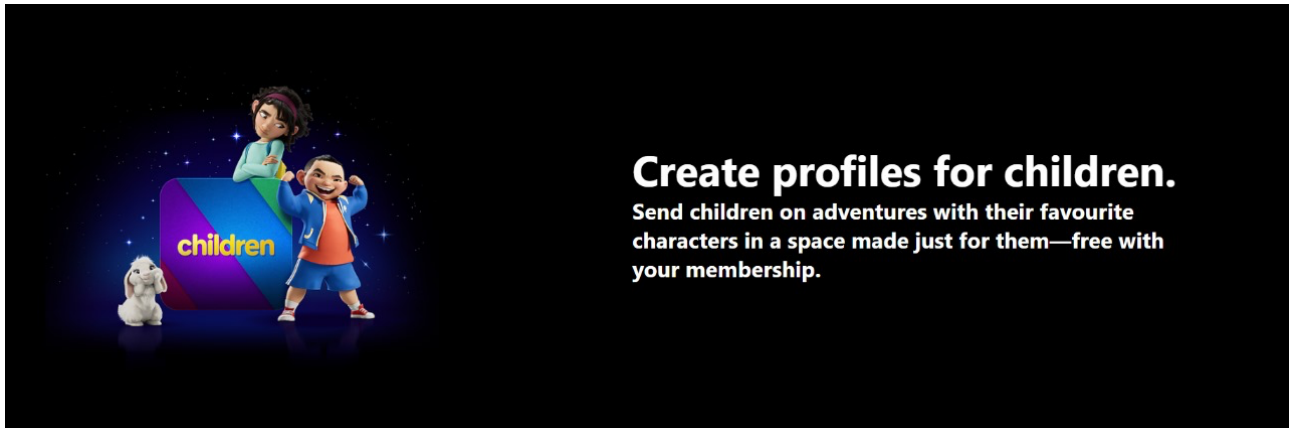 children
Create profiles for children.
Send children on adventures with their favourite
characters in a space made just for them—free with
your membership.